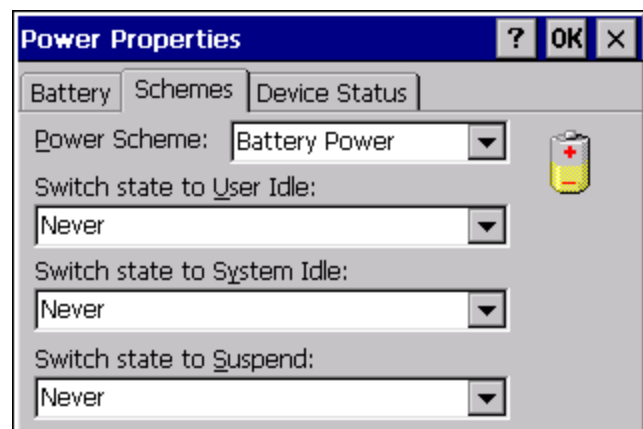 Power Properties ? OK ×
Battery Schemes Device Status
Power Scheme: Battery Power
Switch state to User Idle:
Never
Switch state to System Idle:
Never
Switch state to Suspend:
Never